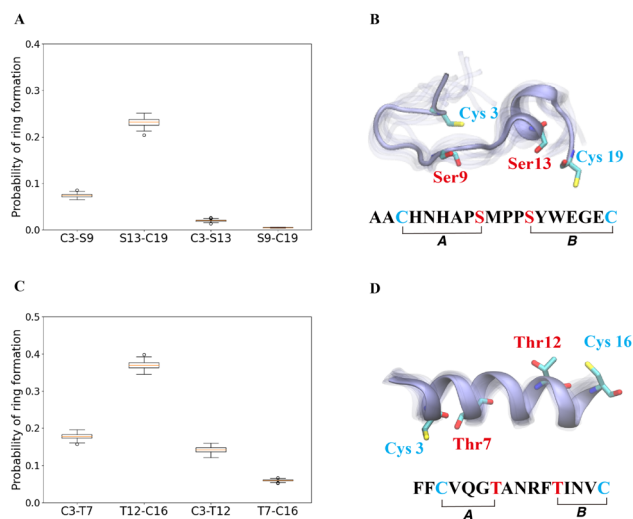 A
Probability of ring formation
0.4
0.3
0.2
0.1
0.0
C3-S9 S13-C19 C3-S13 S9-C19
B
Cys 3
Ser9
Ser13
Cys 19
AACHNHAPSMPPSYWEGEC
A B
C
Probability of ring formation
0.5
0.4
0.3
0.2
0.1
0.0
C3-T7 T12-C16 C3-T12 T7-C16
D
Thr12
Cys 16
Cys 3
Thr7
FFCVQGTANRFTINVC
A B